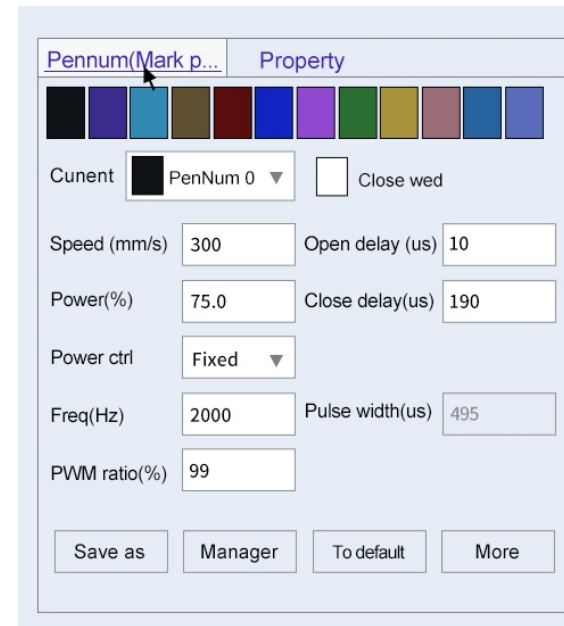 Pennum(Mark p... Property
Cunent PenNum 0 Close wed
Speed (mm/s) 300 Open delay (us) 10
Power(%) 75.0 Close delay(us) 190
Power ctrl Fixed
Freq(Hz) 2000 Pulse width(us) 495
PWM ratio(%) 99
Save as Manager To default More